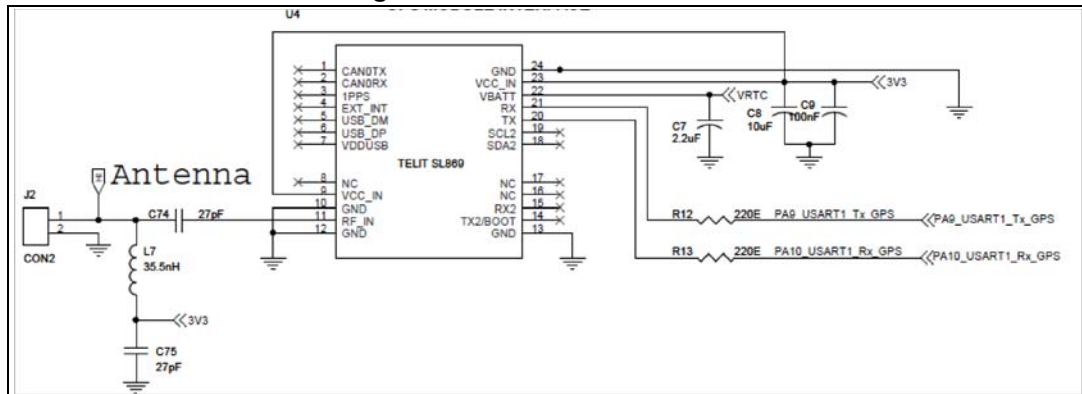 U4
1 CAN0TX
2 CAN0RX
3 1PPS
4 EXT_INT
5 USB_DM
6 USB_DP
7 VDDUSB
8 NC
9 VCC_IN
10 GND
11 RF_IN
12 GND
TELIT SL869
GND 24
VCC_IN 23
VBATT 22
RX 21
TX 20
SCL2 19
SDA2 18
NC 17
NC 16
RX2 15
TX2/BOOT 14
GND 13
3V3
VRTC
C7
2.2uF
C8
10uF
C9
100nF
Antenna
J2
1
2
CON2
C74 27pF
L7
35.5nH
3V3
C75
27pF
R12 220E PA9_USART1_Tx_GPS PA9_USART1_Tx_GPS
R13 220E PA10_USART1_Rx_GPS PA10_USART1_Rx_GPS